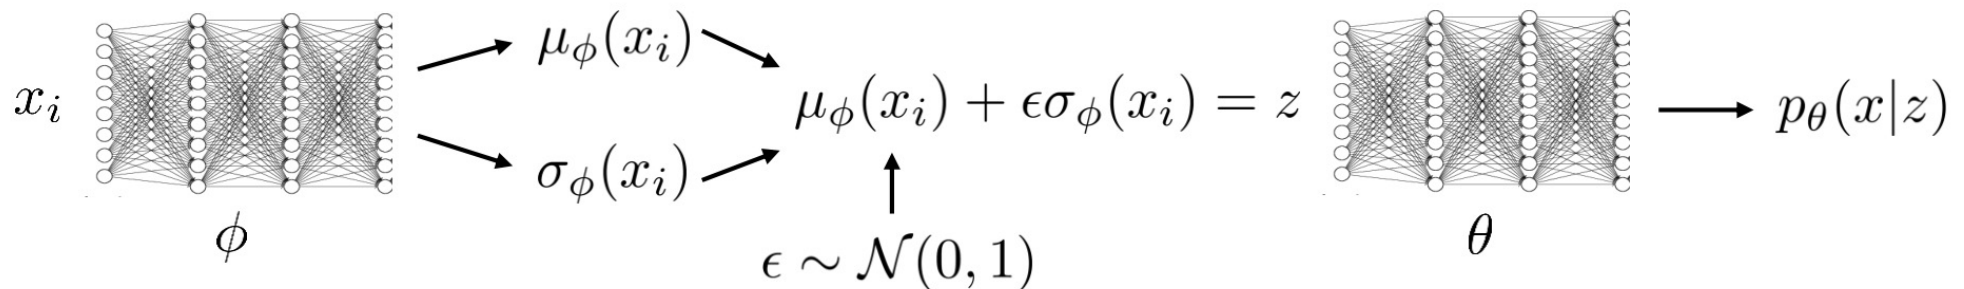 μ_ϕ(x_i)
x_i
μ_ϕ(x_i) + ϵσ_ϕ(x_i) = z
p_θ(x|z)
σ_ϕ(x_i)
ϕ
θ
ϵ ∼ 𝒩(0, 1)